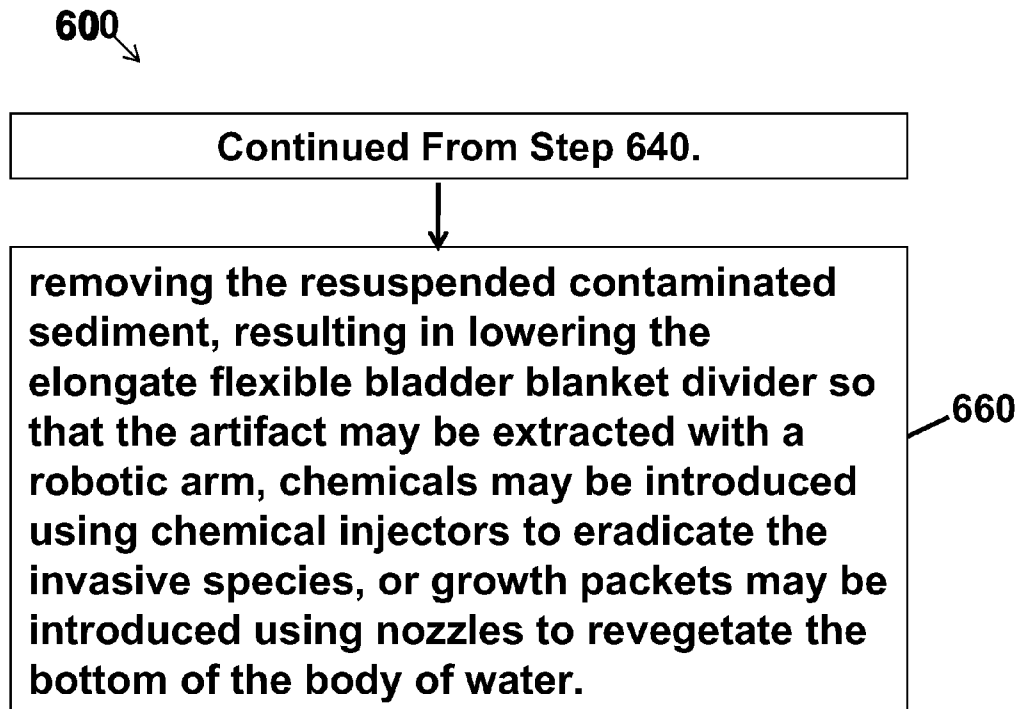 600
Continued From Step 640.
removing the resuspended contaminated
sediment, resulting in lowering the
elongate flexible bladder blanket divider so
that the artifact may be extracted with a
robotic arm, chemicals may be introduced
using chemical injectors to eradicate the
invasive species, or growth packets may be
introduced using nozzles to revegetate the
bottom of the body of water.
660